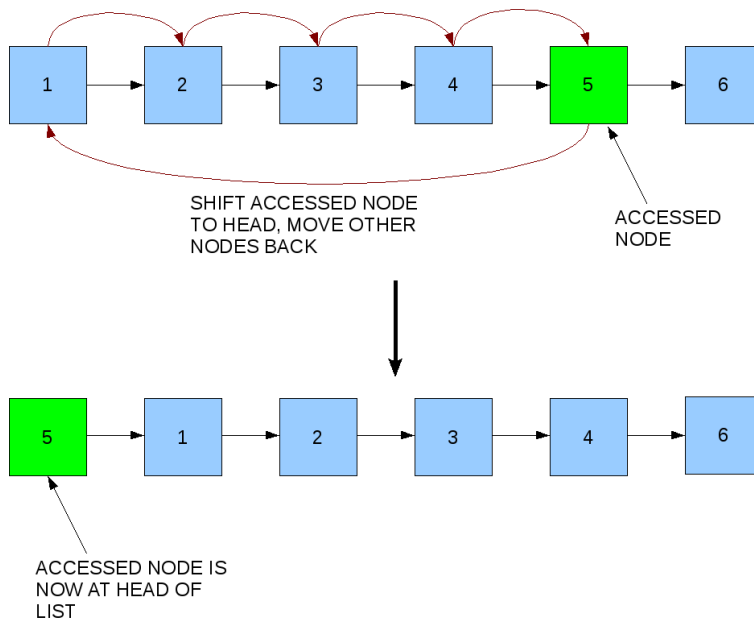 1 2 3 4 5 6
SHIFT ACCESSED NODE
TO HEAD, MOVE OTHER
NODES BACK
ACCESSED
NODE
5 1 2 3 4 6
ACCESSED NODE IS
NOW AT HEAD OF
LIST